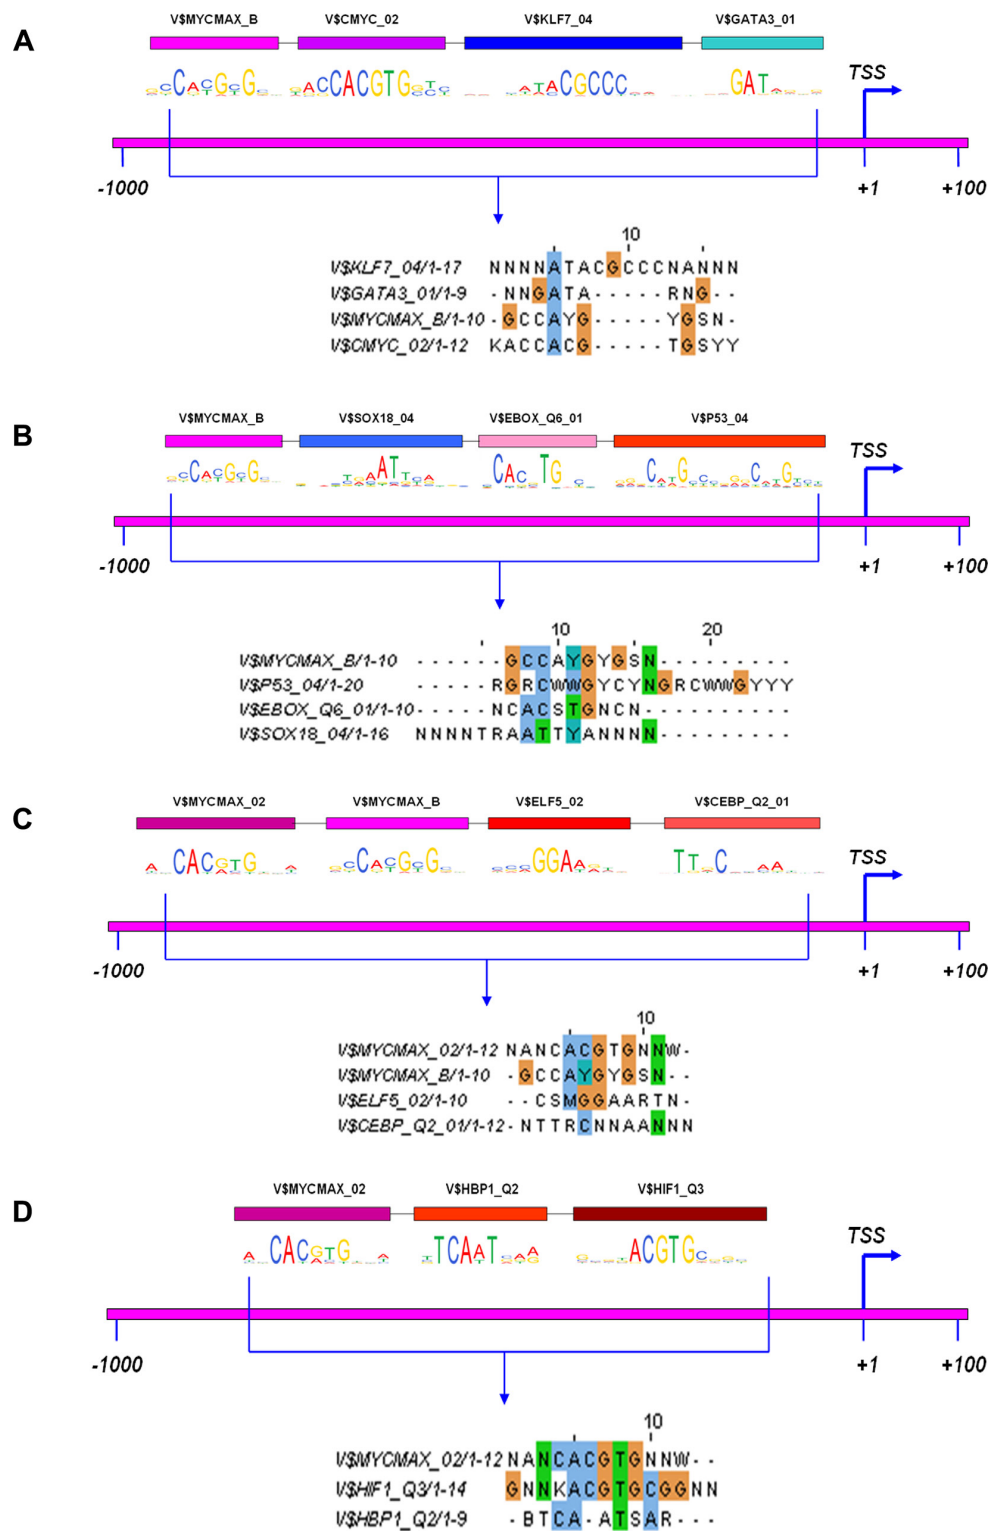 A
V$MYCMAX_B V$CMYC_02 V$KLF7_04 V$GATA3_01
TSS
-1000 +1 +100
10
V$KLF7_04/1-17 NNNNATACGCCCNANNN
V$GATA3_01/1-9 -NNGATA-----RNG--
V$MYCMAX_B/1-10 -GCCAYG-----YGSN-
V$CMYC_02/1-12 KACCACG-----TGSYY
B
V$MYCMAX_B V$SOX18_04 V$EBOX_Q6_01 V$P53_04
TSS
-1000 +1 +100
10 20
V$MYCMAX_B/1-10 ------GCCAYGYGSN---------
V$P53_04/1-20 -----RGRCWWGYCYNGRCWWGYYY
V$EBOX_Q6_01/1-10 -----NCACSTGNCN----------
V$SOX18_04/1-16 NNNNTRAATTYANNNN---------
C
V$MYCMAX_02 V$MYCMAX_B V$ELF5_02 V$CEBP_Q2_01
TSS
-1000 +1 +100
10
V$MYCMAX_02/1-12 NANCACGTGNNW-
V$MYCMAX_B/1-10 -GCCAYGYGSN--
V$ELF5_02/1-10 --CSMGGAARTN-
V$CEBP_Q2_01/1-12 -NTTRCNNAANNN
D
V$MYCMAX_02 V$HBP1_Q2 V$HIF1_Q3
TSS
-1000 +1 +100
10
V$MYCMAX_02/1-12 NANCACGTGNNW--
V$HIF1_Q3/1-14 GNNKACGTGCGGNN
V$HBP1_Q2/1-9 -BTCA-ATSAR---